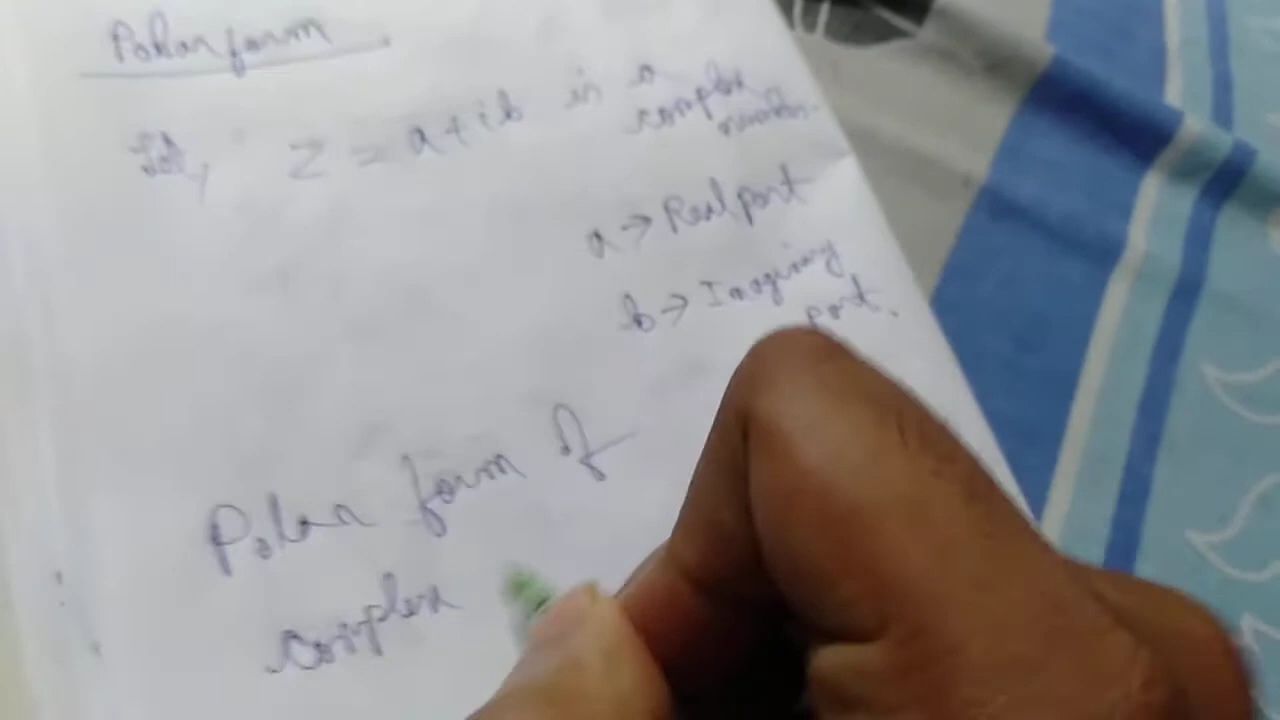 Polar form
Let, Z = a + ib is a complex number.
a → Real part
b → Imaginary part.
Polar form of
complex